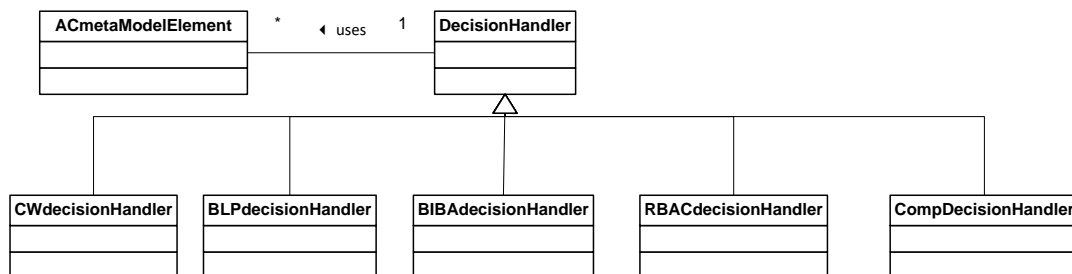 ACmetaModelElement * uses 1 DecisionHandler
CWdecisionHandler BLPdecisionHandler BIBAdecisionHandler RBACdecisionHandler CompDecisionHandler